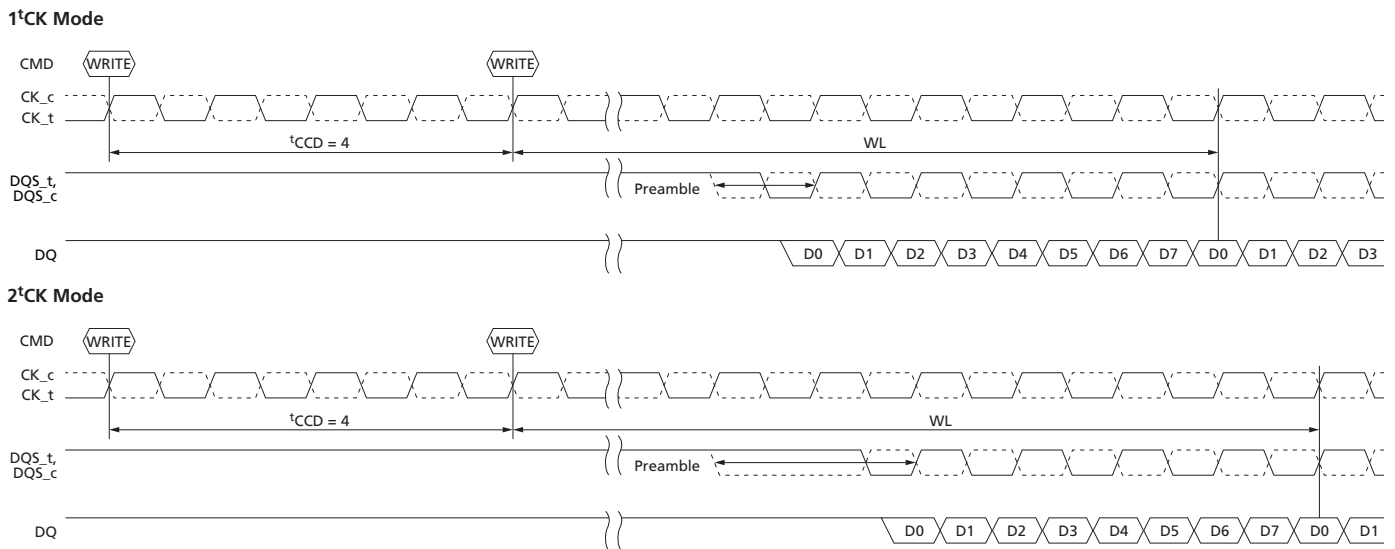 1tCK Mode
CMD WRITE WRITE
CK_c
CK_t
tCCD = 4 WL
DQS_t,
DQS_c
Preamble
DQ D0 D1 D2 D3 D4 D5 D6 D7 D0 D1 D2 D3
2tCK Mode
CMD WRITE WRITE
CK_c
CK_t
tCCD = 4 WL
DQS_t,
DQS_c
Preamble
DQ D0 D1 D2 D3 D4 D5 D6 D7 D0 D1